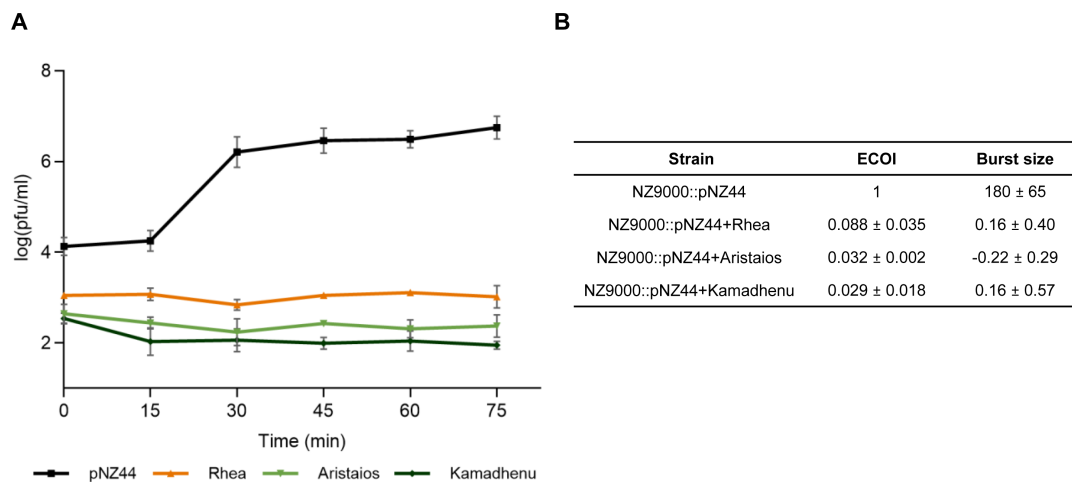 A
B
8
6
4
2
log(pfu/ml)
0 15 30 45 60 75
Time (min)
pNZ44 Rhea Aristaios Kamadhenu
Strain ECOI Burst size
NZ9000::pNZ44 1 180 ± 65
NZ9000::pNZ44+Rhea 0.088 ± 0.035 0.16 ± 0.40
NZ9000::pNZ44+Aristaios 0.032 ± 0.002 -0.22 ± 0.29
NZ9000::pNZ44+Kamadhenu 0.029 ± 0.018 0.16 ± 0.57